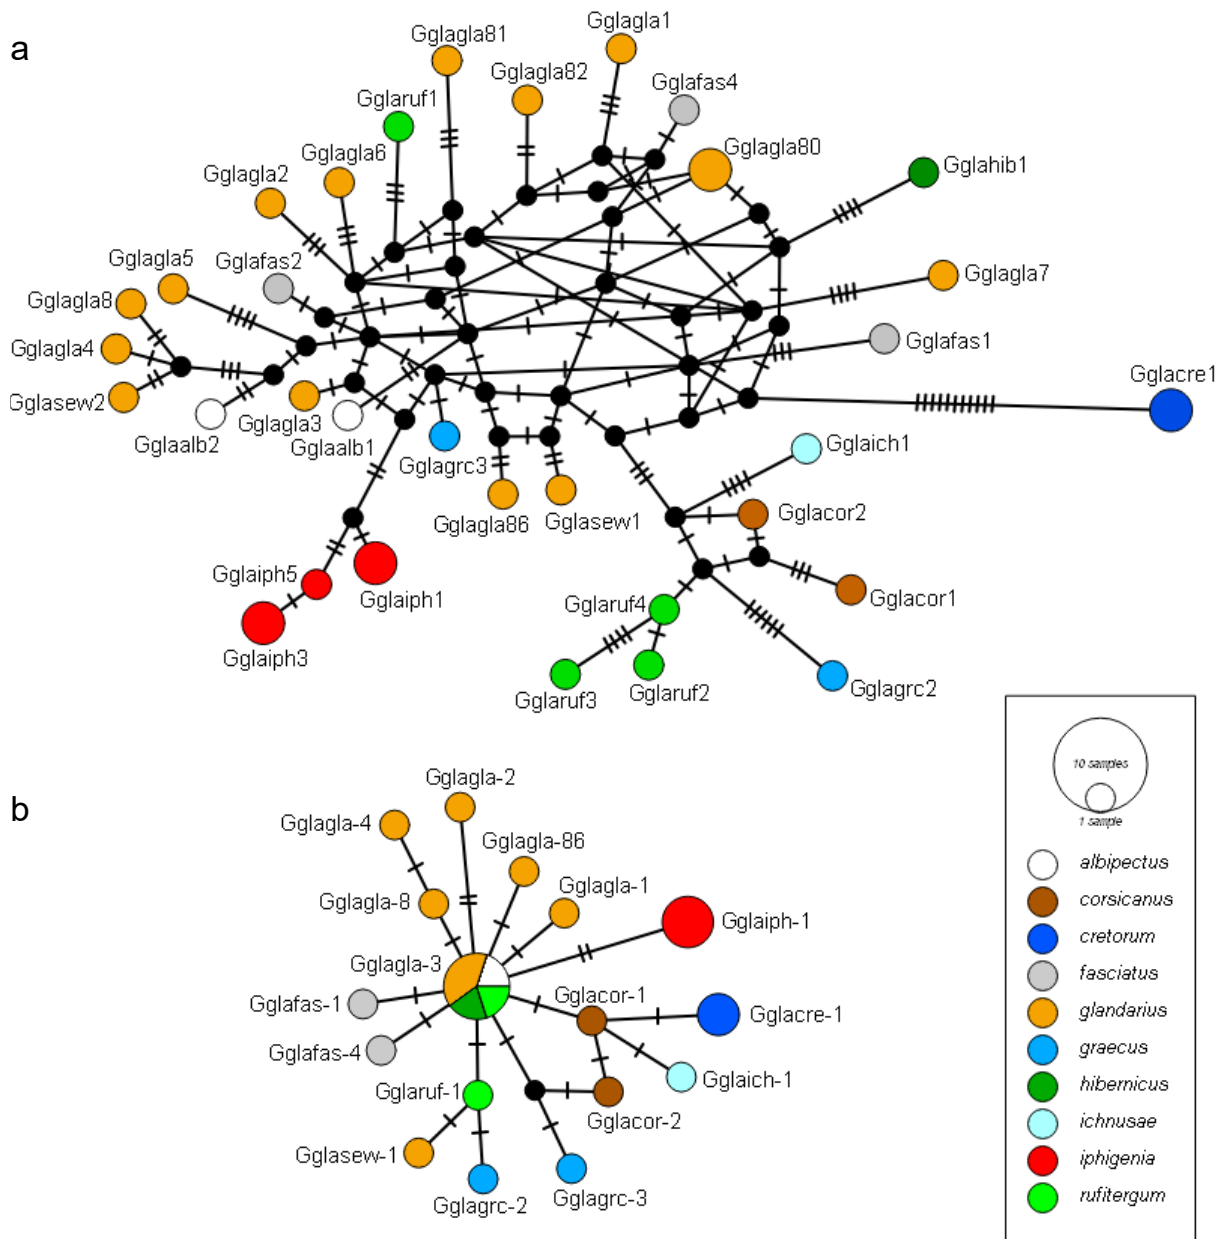 a
Gglagla81
Gglagla1
Gglagla82
Gglafas4
Gglaruf1
Gglagla80
Gglagla6
Gglahib1
Gglagla2
Gglafas2
Gglagla5
Gglagla7
Gglagla8
Gglagla4
Gglafas1
Gglacre1
Gglasew2
Gglagla3
Gglaalb2
Gglaalb1
Gglaich1
Gglagrc3
Gglacor2
Gglagla86
Gglasew1
Gglaiph5
Gglaiph1
Gglaruf4
Gglacor1
Gglaiph3
Gglaruf3
Gglaruf2
Gglagrc2
b
Gglagla-2
Gglagla-4
Gglagla-86
Gglagla-1
Gglagla-8
Gglaiph-1
Gglagla-3
Gglacor-1
Gglafas-1
Gglacre-1
Gglafas-4
Gglaich-1
Gglaruf-1
Gglacor-2
Gglasew-1
Gglagrc-2
Gglagrc-3
10 samples
1 sample
albipectus
corsicanus
cretorum
fasciatus
glandarius
graecus
hibernicus
ichnusae
iphigenia
rufitergum